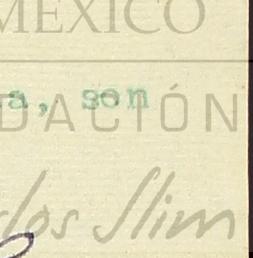 MEXICO
a, son
DACIÓN
los Slim